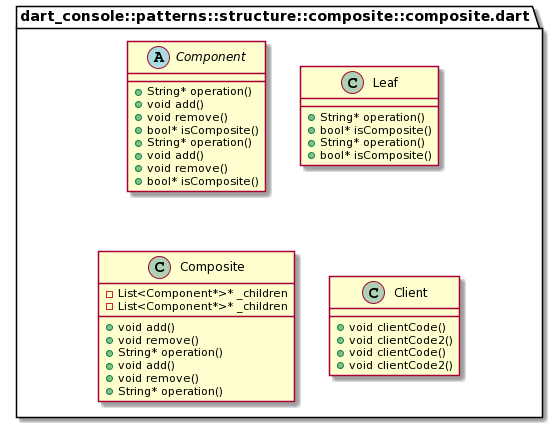 dart_console::patterns::structure::composite::composite.dart
A Component
String* operation()
void add()
void remove()
bool* isComposite()
String* operation()
void add()
void remove()
bool* isComposite()
C Leaf
String* operation()
bool* isComposite()
String* operation()
bool* isComposite()
C Composite
List<Component*>* _children
List<Component*>* _children
void add()
void remove()
String* operation()
void add()
void remove()
String* operation()
C Client
void clientCode()
void clientCode2()
void clientCode()
void clientCode2()